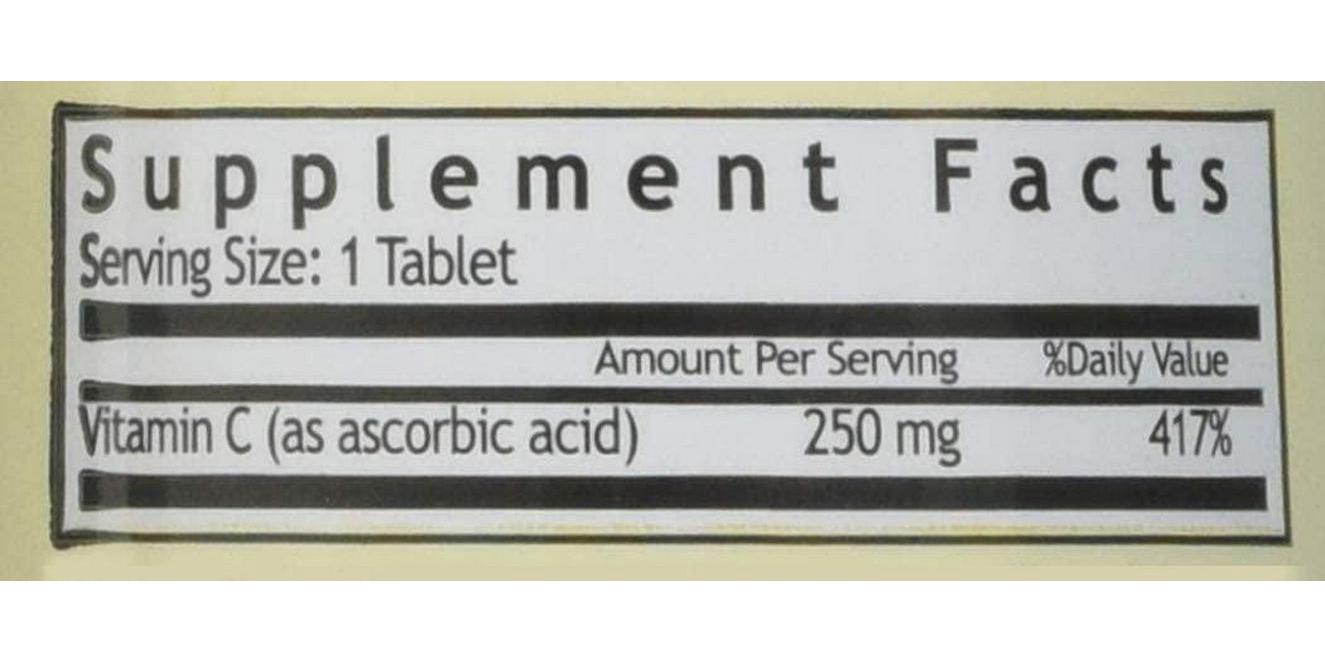 Supplement Facts
Serving Size: 1 Tablet
Amount Per Serving %Daily Value
Vitamin C (as ascorbic acid) 250 mg 417%